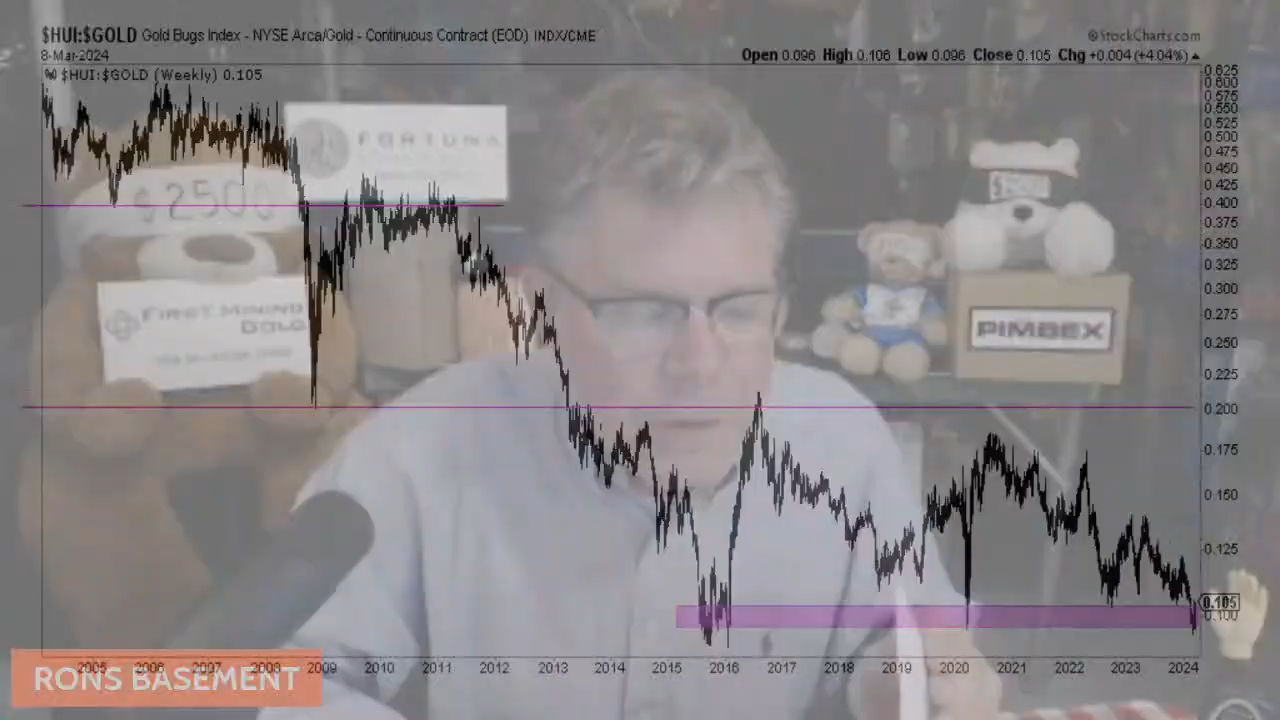 $HUI:$GOLD Gold Bugs Index - NYSE Arca/Gold - Continuous Contract (EOD) INDX/CME
© StockCharts.com
8-Mar-2024
Open 0.096 High 0.106 Low 0.096 Close 0.105 Chg +0.004 (+4.04%)
$HUI:$GOLD (Weekly) 0.105
0.625
0.600
0.575
0.550
0.525
0.500
0.475
0.450
0.425
0.400
0.375
0.350
0.325
0.300
0.275
0.250
0.225
0.200
0.175
0.150
0.125
0.105
0.100
FORTUNA
$2500
$2500
FIRST MINING
GOLD
PIMBEX
2005 2006 2007 2008 2009 2010 2011 2012 2013 2014 2015 2016 2017 2018 2019 2020 2021 2022 2023 2024
RONS BASEMENT